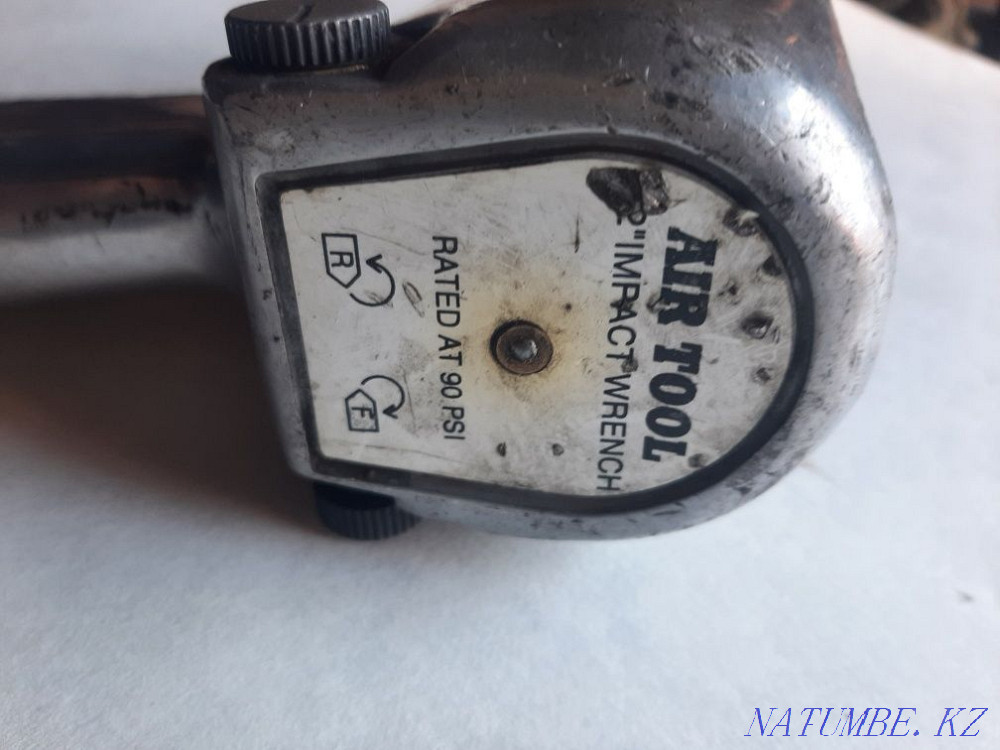 AIR TOOL
2"IMPACT WRENCH
RATED AT 90 PSI
R F
NATUMBE. KZ